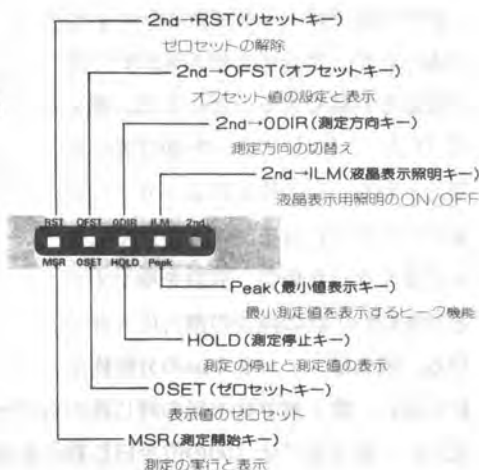 2nd→RST(リセットキー)
ゼロセットの解除
2nd→OFST(オフセットキー)
オフセット値の設定と表示
2nd→0DIR(測定方向キー)
測定方向の切替え
2nd→ILM(液晶表示照明キー)
液晶表示用照明のON/OFF
RST OFST 0DIR ILM 2nd
MSR 0SET HOLD Peak
Peak(最小値表示キー)
最小測定値を表示するピーク機能
HOLD(測定停止キー)
測定の停止と測定値の表示
0SET(ゼロセットキー)
表示値のゼロセット
MSR(測定開始キー)
測定の実行と表示